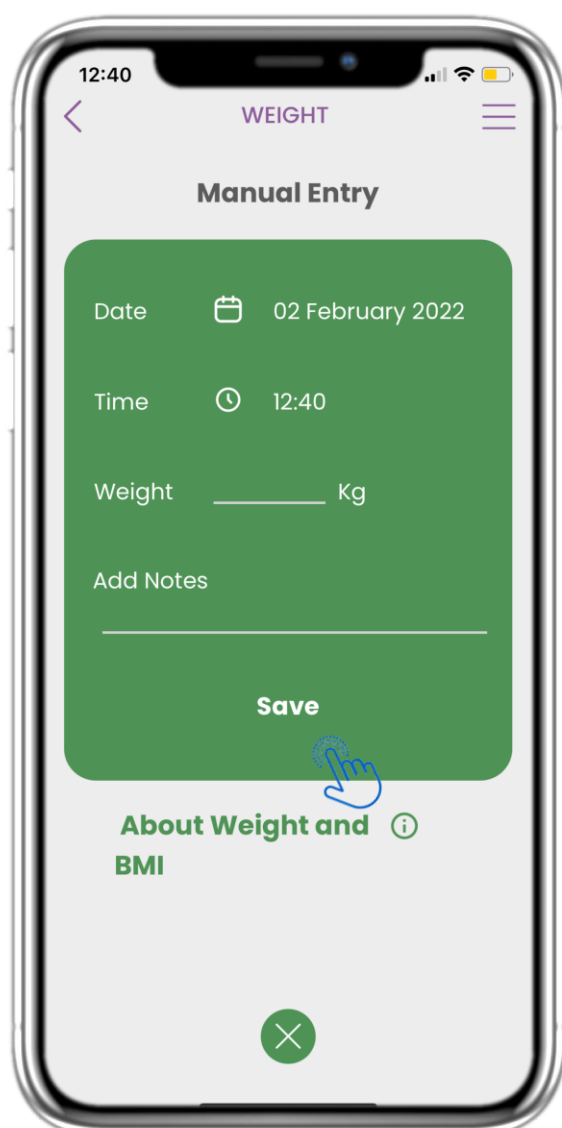 12:40
WEIGHT
Manual Entry
Date 02 February 2022
Time 12:40
Weight Kg
Add Notes
Save
About Weight and
BMI